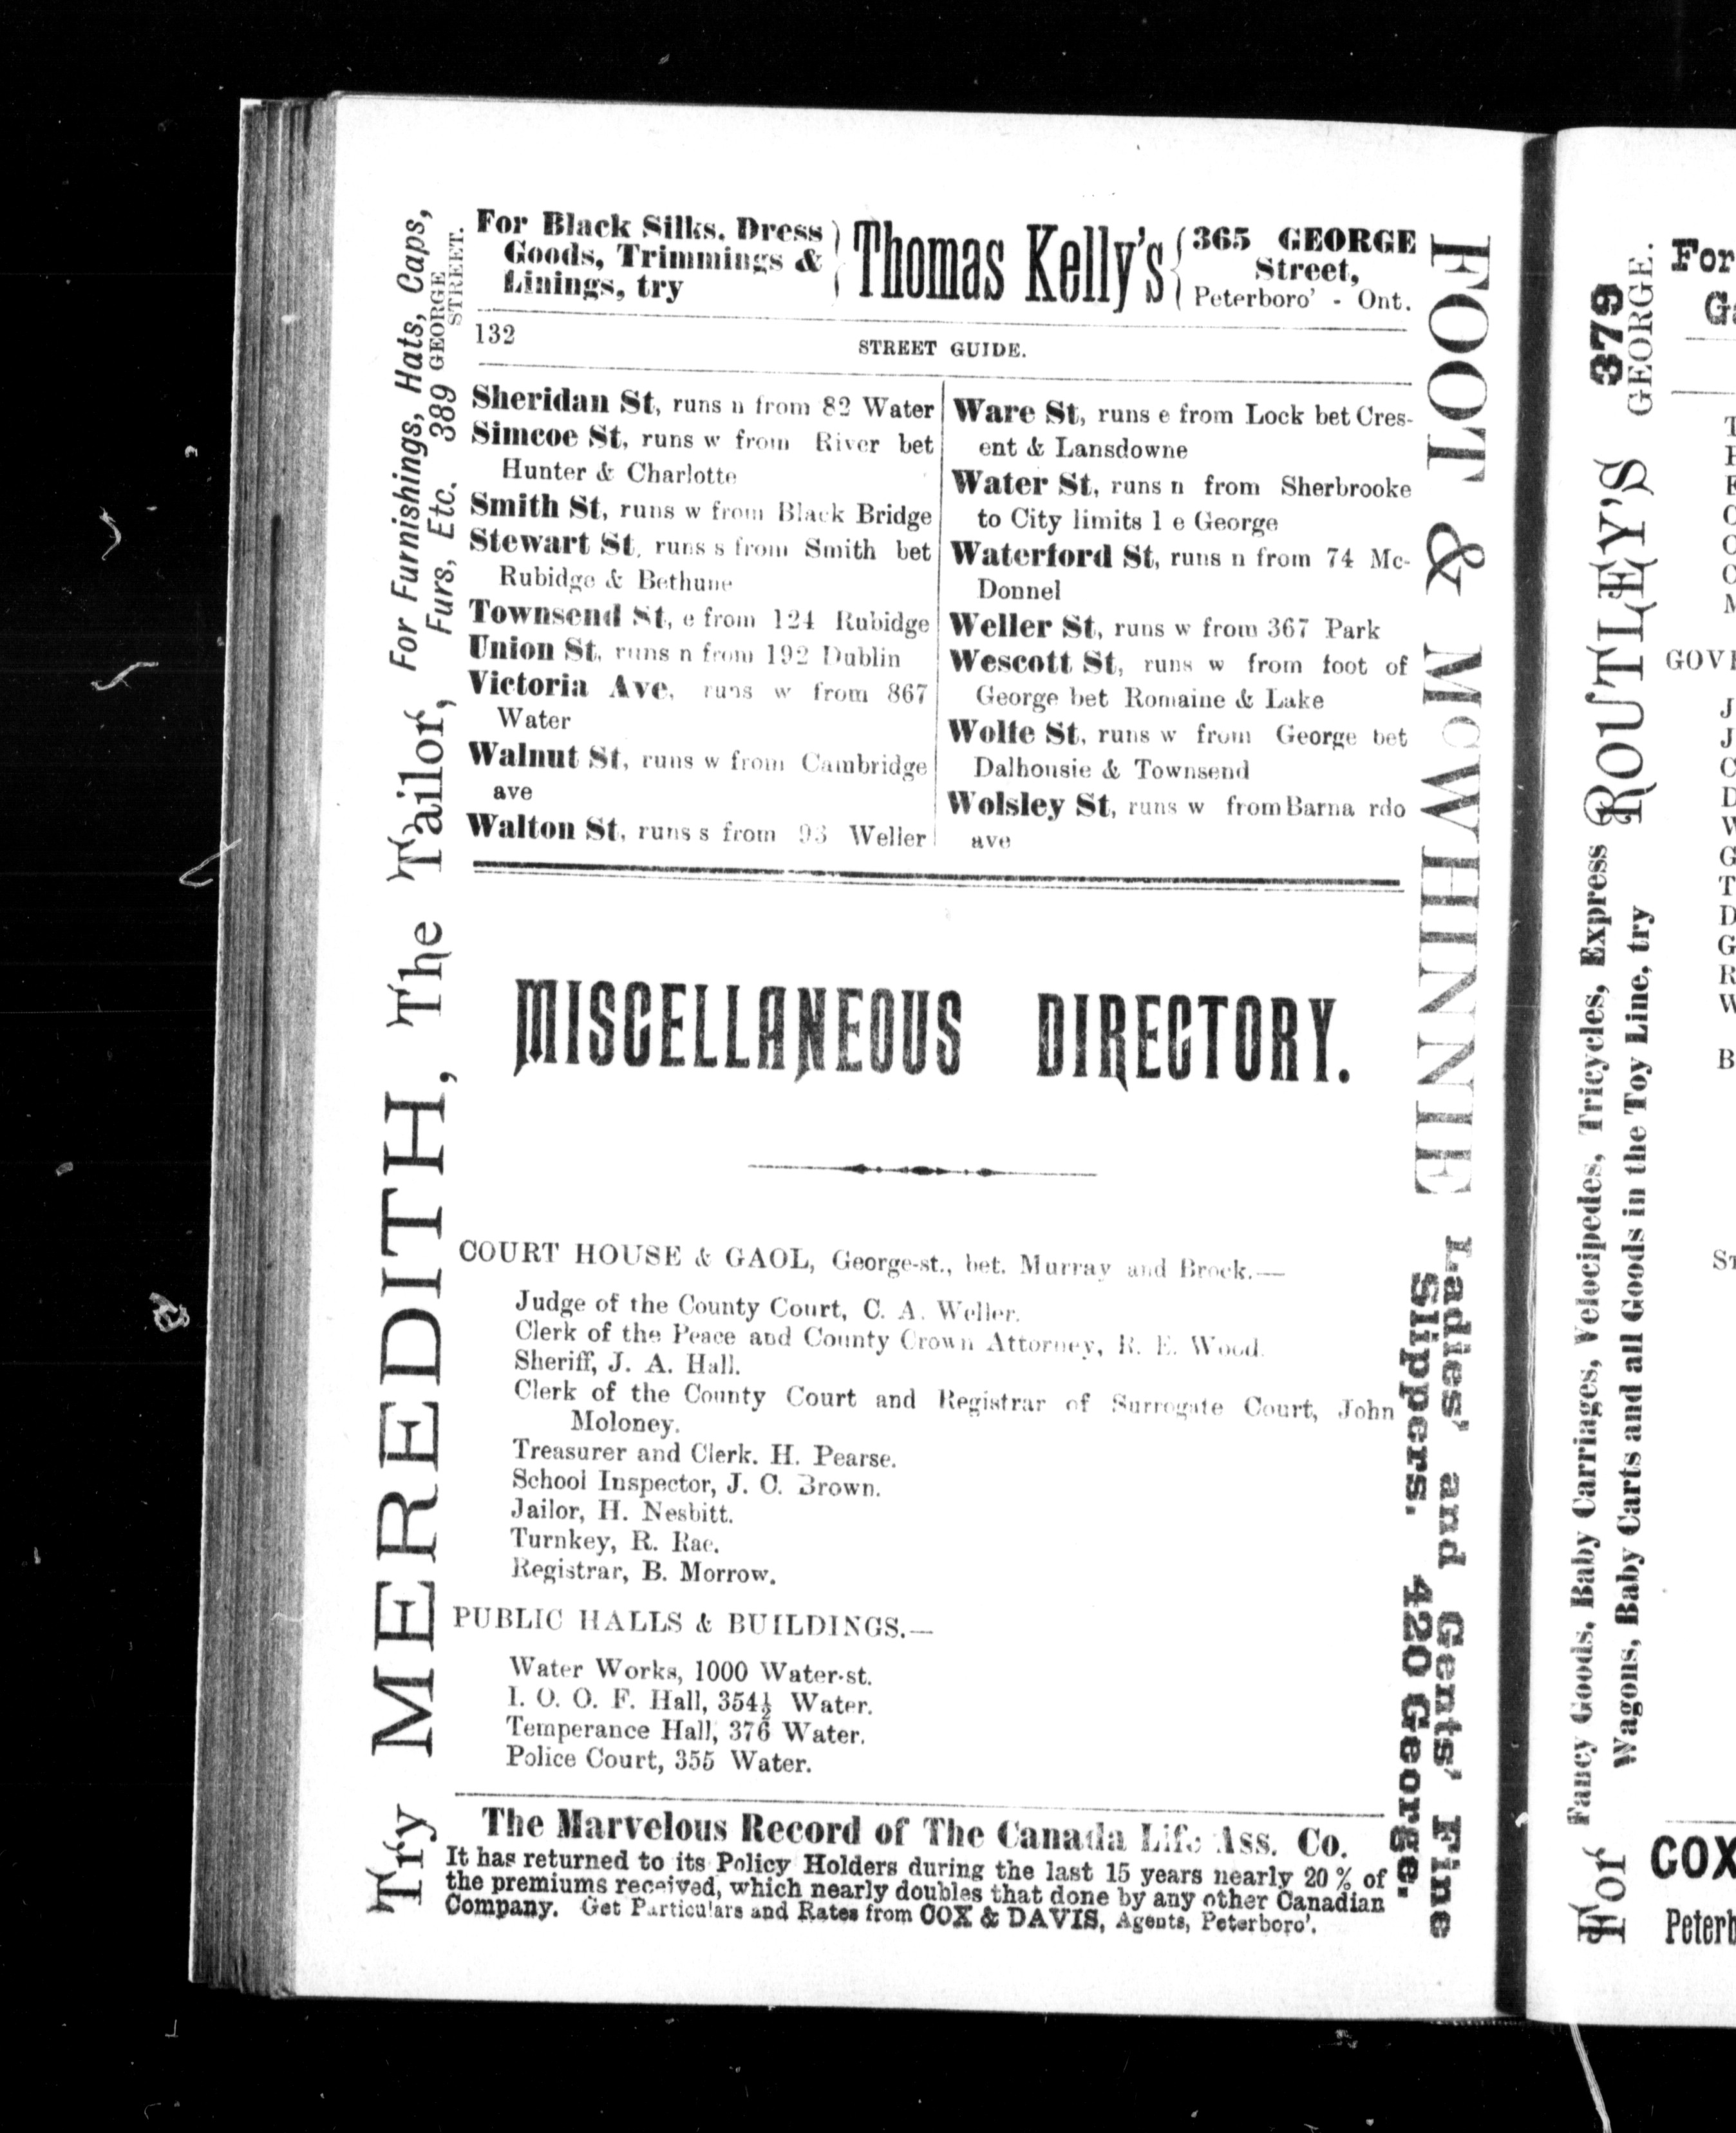 For Black Silks, Dress
Goods, Trimmings &
Linings, try
Thomas Kelly's
365 GEORGE
Street,
Peterboro' - Ont.
132
STREET GUIDE.
Sheridan St, runs n from 82 Water
Simcoe St, runs w from River bet
Hunter & Charlotte
Smith St, runs w from Black Bridge
Stewart St, runs s from Smith bet
Rubidge & Bethune
Townsend St, e from 124 Rubidge
Union St, runs n from 192 Dublin
Victoria Ave, runs w from 867
Water
Walnut St, runs w from Cambridge
ave
Walton St, runs s from 93 Weller
Ware St, runs e from Lock bet Cres-
ent & Lansdowne
Water St, runs n from Sherbrooke
to City limits 1 e George
Waterford St, runs n from 74 Mc-
Donnel
Weller St, runs w from 367 Park
Wescott St, runs w from foot of
George bet Romaine & Lake
Wolfe St, runs w from George bet
Dalhousie & Townsend
Wolsley St, runs w from Barna rdo
ave
MISCELLANEOUS DIRECTORY.
COURT HOUSE & GAOL, George-st., bet. Murray and Brock.—
Judge of the County Court, C. A. Weller.
Clerk of the Peace and County Crown Attorney, R. E. Wood.
Sheriff, J. A. Hall.
Clerk of the County Court and Registrar of Surrogate Court, John
Moloney.
Treasurer and Clerk. H. Pearse.
School Inspector, J. C. Brown.
Jailor, H. Nesbitt.
Turnkey, R. Rae.
Registrar, B. Morrow.
PUBLIC HALLS & BUILDINGS.—
Water Works, 1000 Water-st.
I. O. O. F. Hall, 354½ Water.
Temperance Hall, 376 Water.
Police Court, 355 Water.
The Marvelous Record of The Canada Life Ass. Co.
It has returned to its Policy Holders during the last 15 years nearly 20 % of
the premiums received, which nearly doubles that done by any other Canadian
Company. Get Particulars and Rates from COX & DAVIS, Agents, Peterboro'.
Try MEREDITH, The Tailor, For Furnishings, Hats, Caps,
Furs, Etc. 389 GEORGE
STREET.
FOOT & McWHINNIE Ladies' and Gents' Fine
Slippers. 420 George.
For Fancy Goods, Baby Carriages, Velocipedes, Tricycles, Express
Wagons, Baby Carts and all Goods in the Toy Line, try
ROUTLEY'S 379
GEORGE.
For
GOV
COX
Peterb